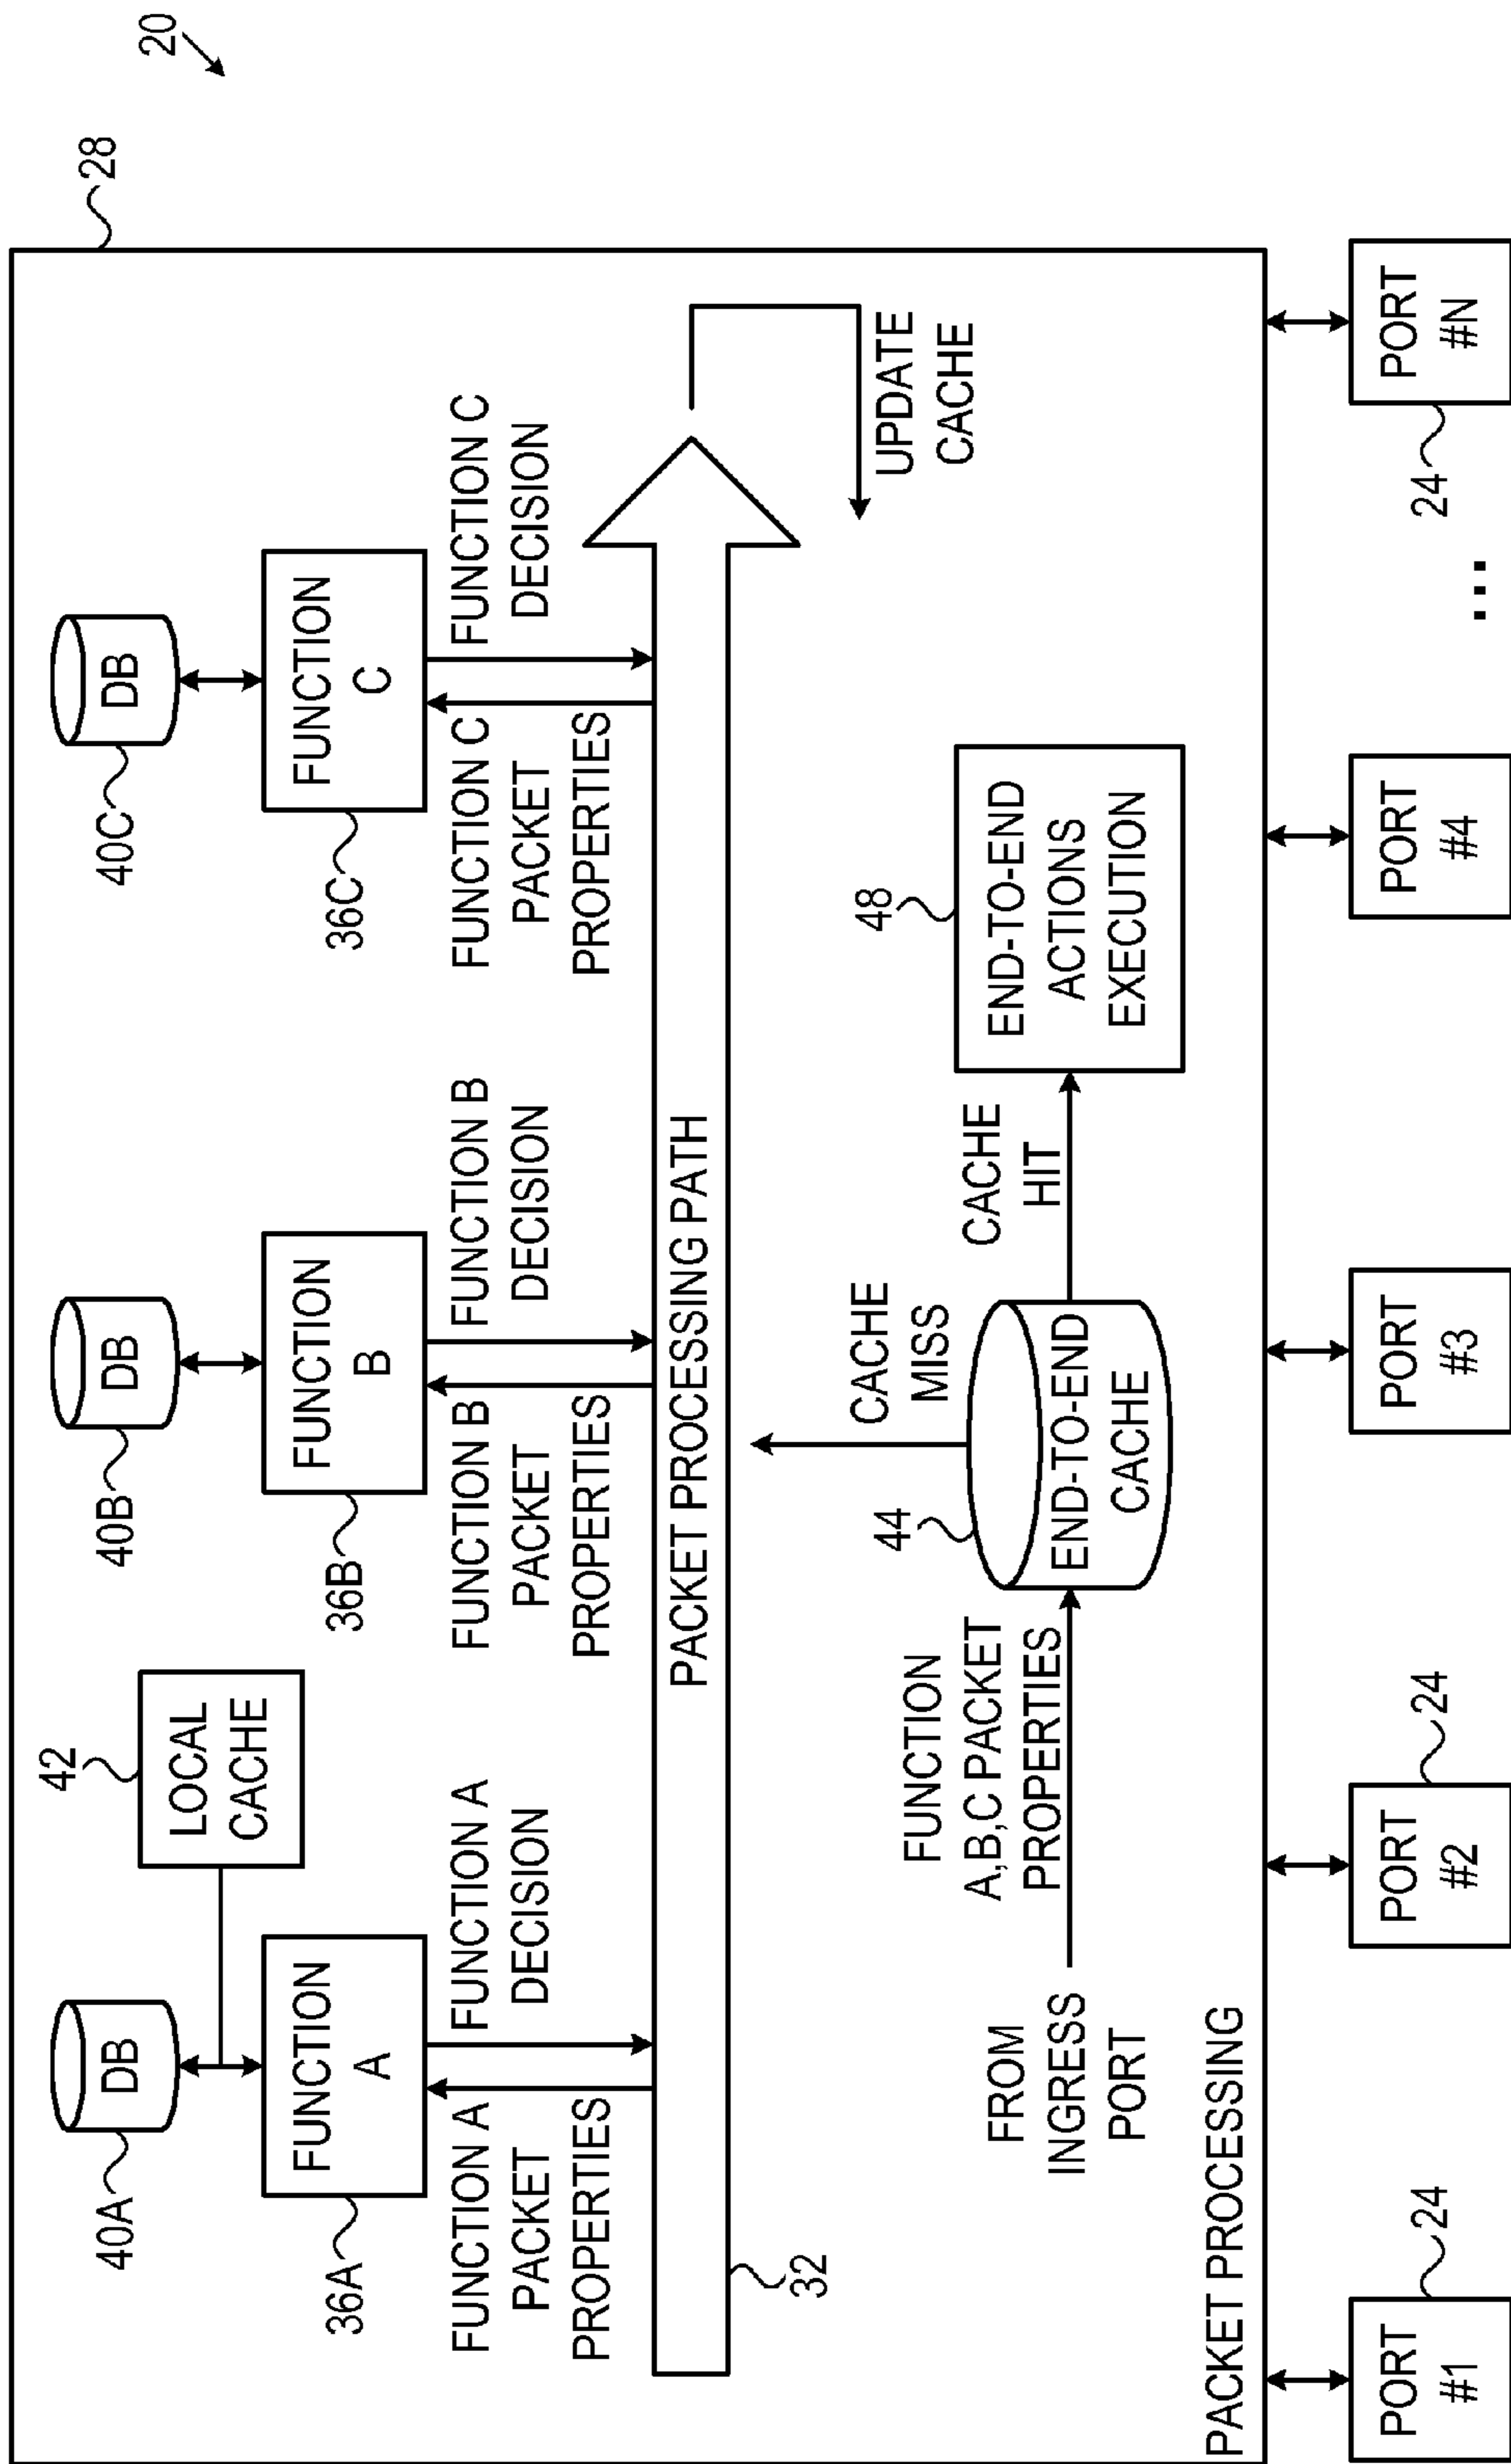 20
28
40A
DB
42
LOCAL
CACHE
40B
DB
40C
DB
36A
FUNCTION
A
36B
FUNCTION
B
36C
FUNCTION
C
FUNCTION A
PACKET
PROPERTIES
FUNCTION A
DECISION
FUNCTION B
PACKET
PROPERTIES
FUNCTION B
DECISION
FUNCTION C
PACKET
PROPERTIES
FUNCTION C
DECISION
PACKET PROCESSING PATH
32
UPDATE
CACHE
FROM
INGRESS
PORT
FUNCTION
A,B,C PACKET
PROPERTIES
44
END-TO-END
CACHE
CACHE
MISS
CACHE
HIT
48
END-TO-END
ACTIONS
EXECUTION
PACKET PROCESSING
PORT
#1
24
PORT
#2
24
PORT
#3
PORT
#4
...
PORT
#N
24